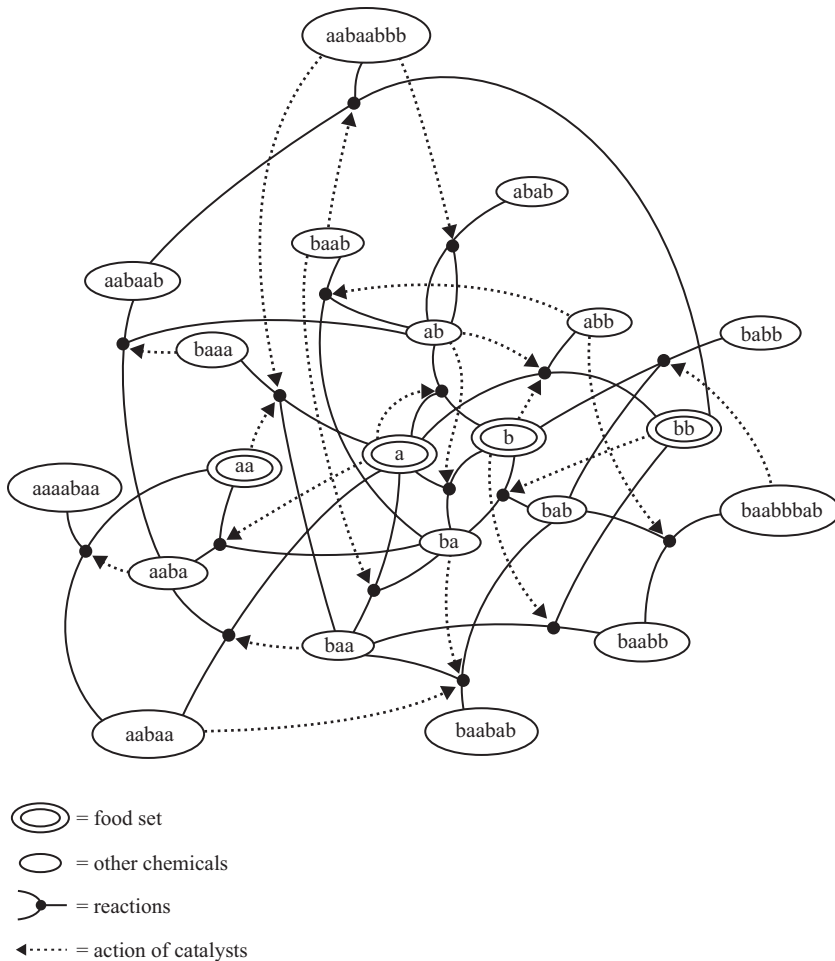 aabaabbb
abab
baab
aabaab
ab
abb
babb
baaa
a
b
bb
aa
aaaabaa
bab
baabbbab
ba
aaba
baa
baabb
aabaa
baabab
= food set
= other chemicals
= reactions
= action of catalysts